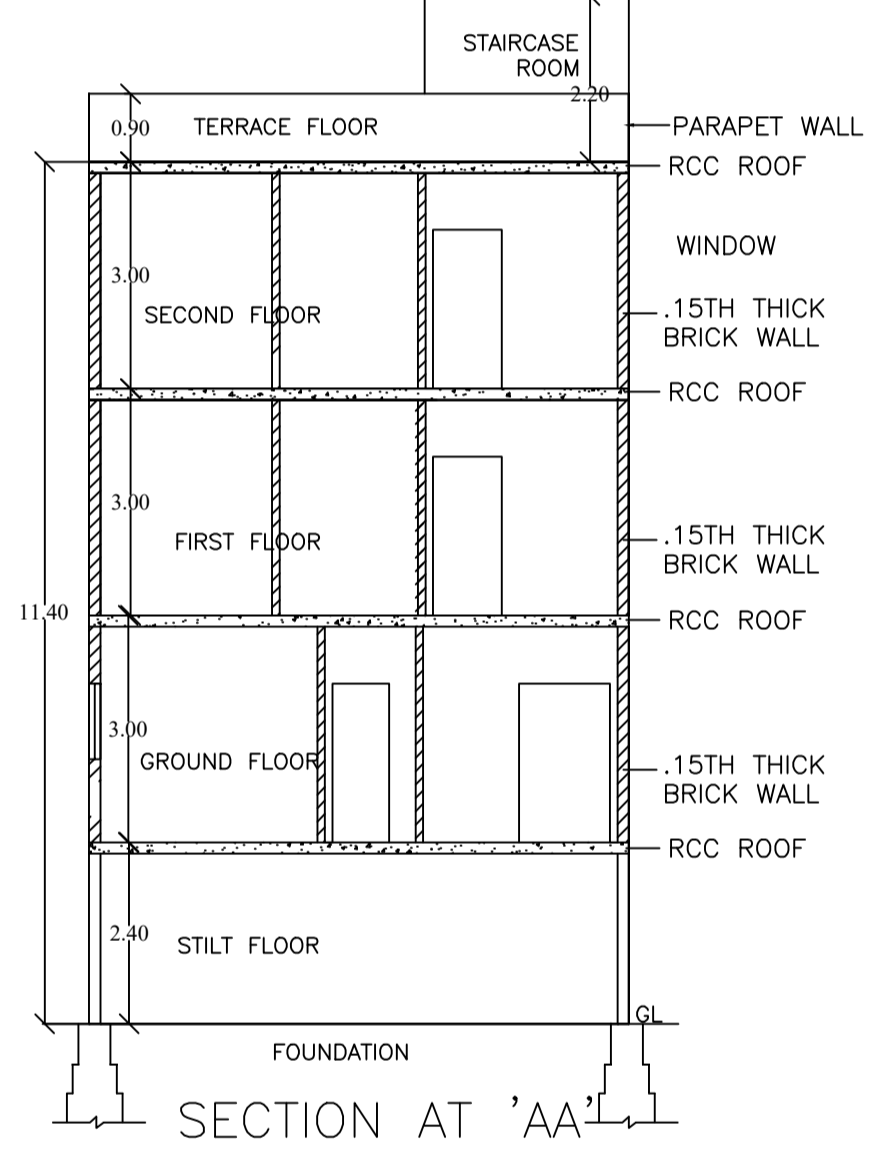 STAIRCASE
ROOM
2.20
0.90
TERRACE FLOOR
PARAPET WALL
RCC ROOF
WINDOW
3.00
SECOND FLOOR
.15TH THICK
BRICK WALL
RCC ROOF
3.00
FIRST FLOOR
.15TH THICK
BRICK WALL
11.40
RCC ROOF
3.00
GROUND FLOOR
.15TH THICK
BRICK WALL
RCC ROOF
2.40
STILT FLOOR
GL
FOUNDATION
SECTION AT 'AA'